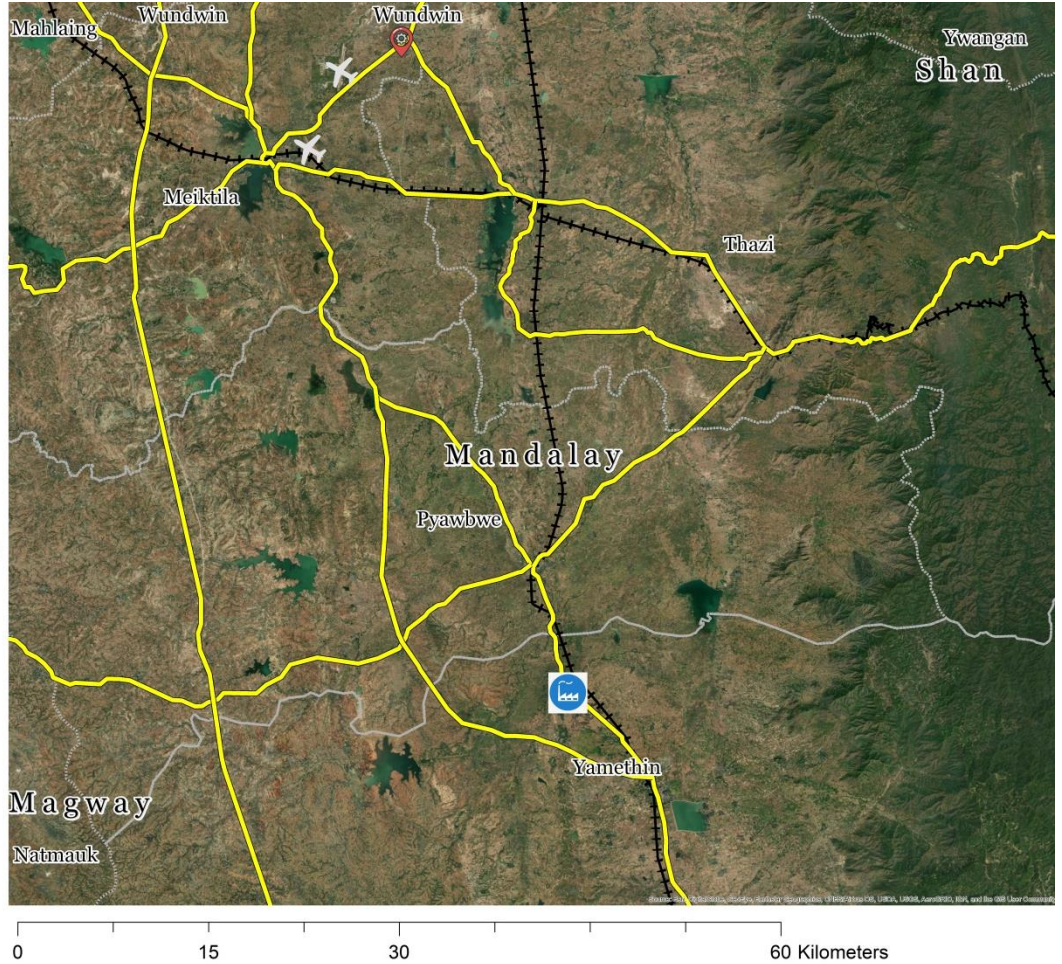 Wundwin
Wundwin
Mahlaing
Ywangan
Shan
Meiktila
Thazi
Mandalay
Pyawbwe
Yamethin
Magway
Natmauk
0 15 30 60 Kilometers